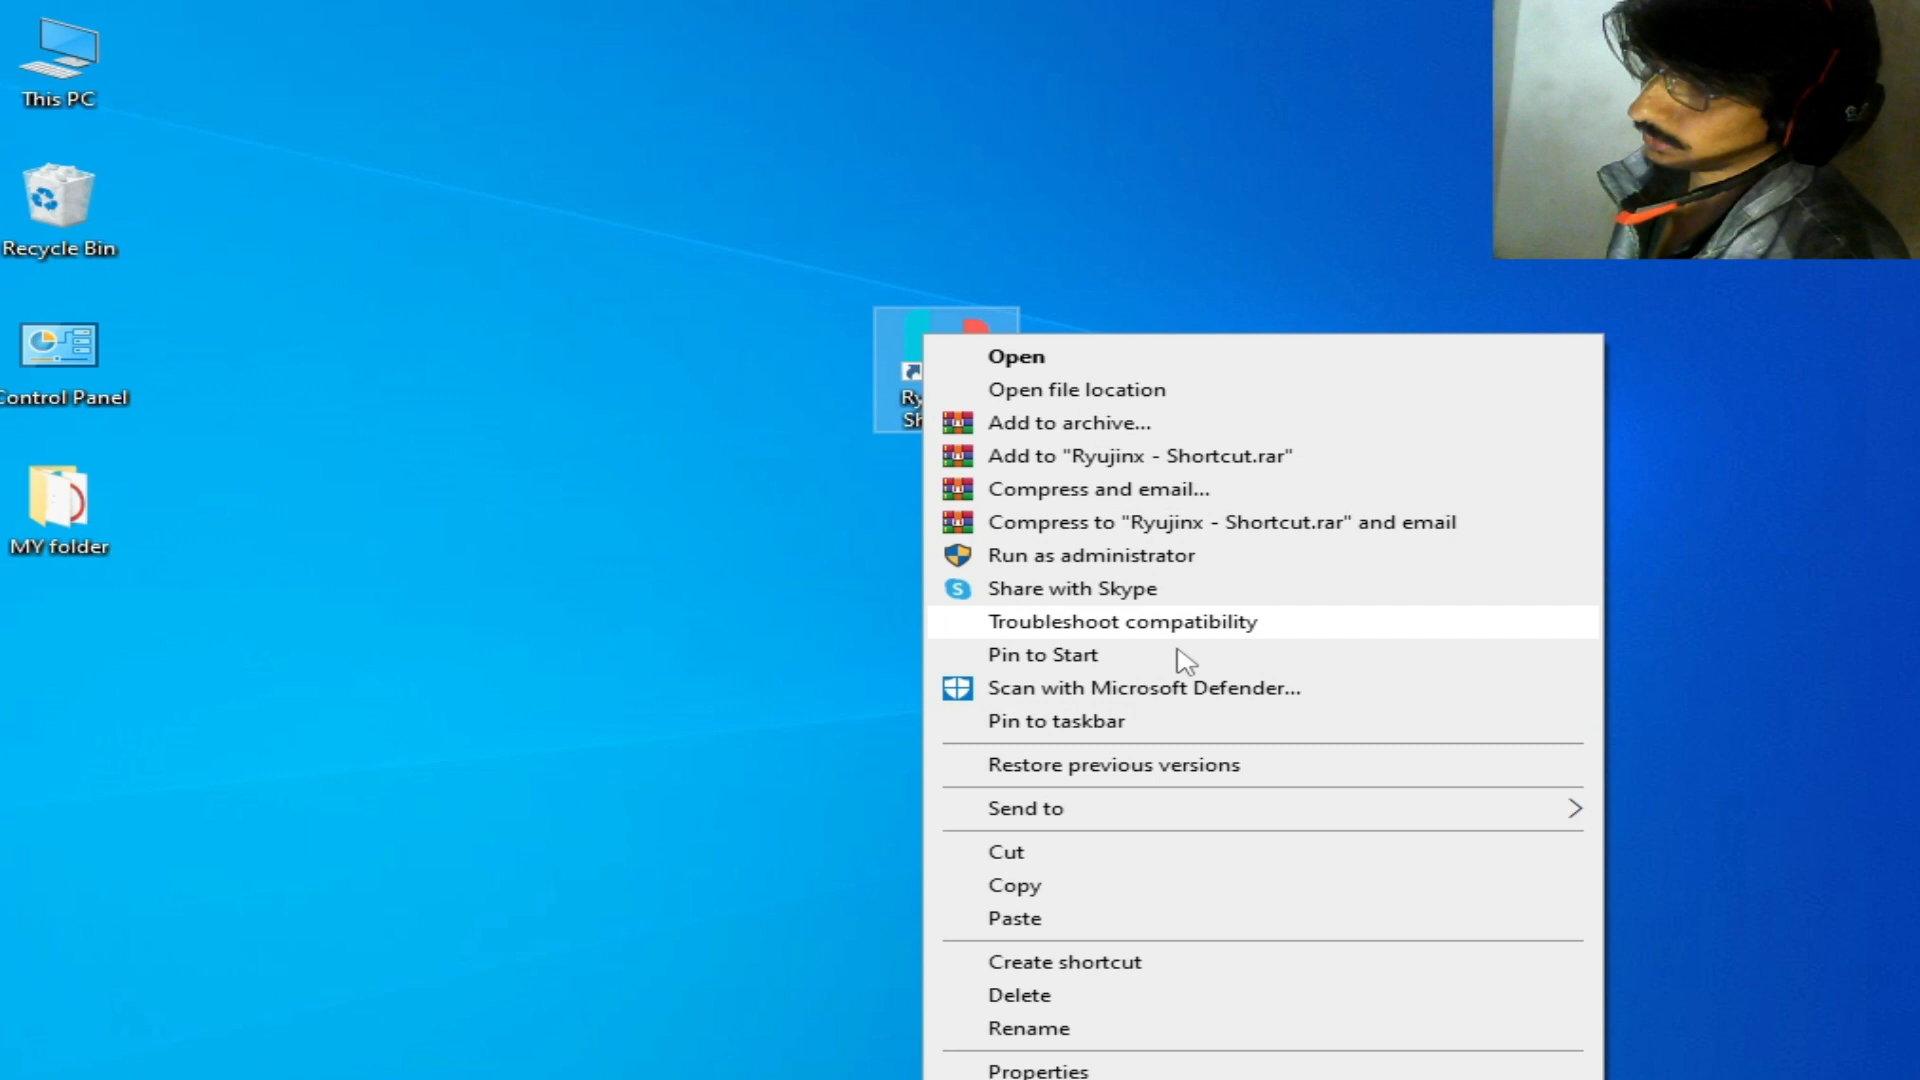 This PC
Recycle Bin
Control Panel
MY folder
Ry
Sh
Open
Open file location
Add to archive...
Add to "Ryujinx - Shortcut.rar"
Compress and email...
Compress to "Ryujinx - Shortcut.rar" and email
Run as administrator
Share with Skype
Troubleshoot compatibility
Pin to Start
Scan with Microsoft Defender...
Pin to taskbar
Restore previous versions
Send to
Cut
Copy
Paste
Create shortcut
Delete
Rename
Properties